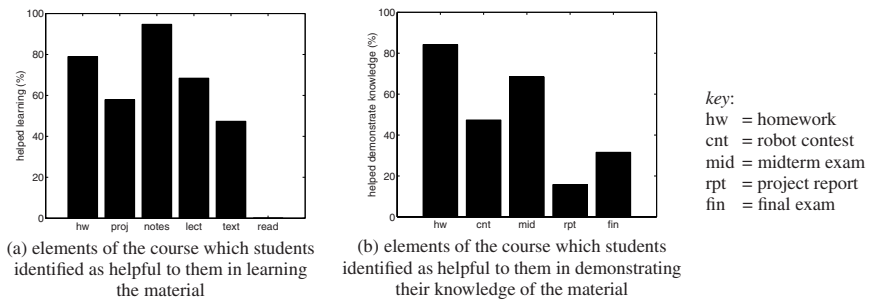 100
80
60
40
20
0
helped learning (%)
hw proj notes lect text read
(a) elements of the course which students
identified as helpful to them in learning
the material
100
80
60
40
20
0
helped demonstrate knowledge (%)
hw cnt mid rpt fin
(b) elements of the course which students
identified as helpful to them in demonstrating
their knowledge of the material
key:
hw = homework
cnt = robot contest
mid = midterm exam
rpt = project report
fin = final exam